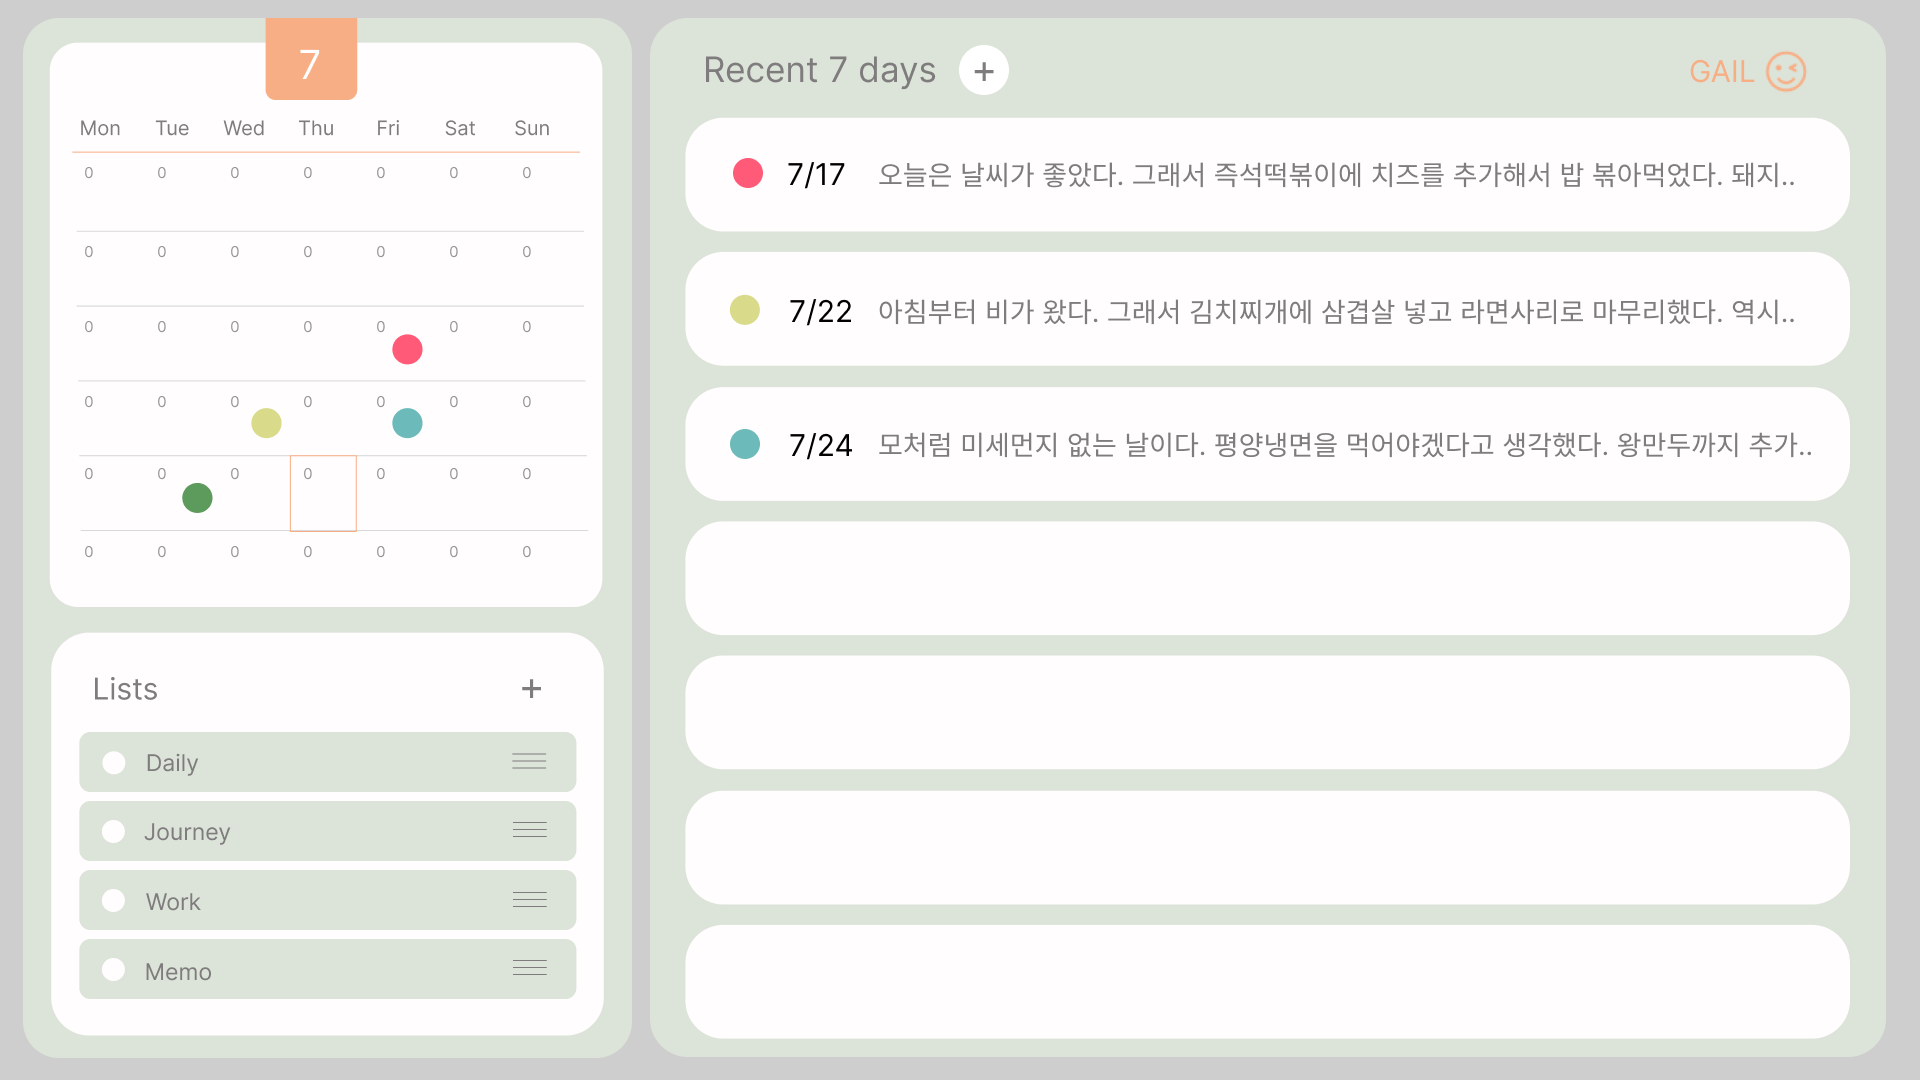 7
Mon Tue Wed Thu Fri Sat Sun
0 0 0 0 0 0 0
0 0 0 0 0 0 0
0 0 0 0 0 0 0
0 0 0 0 0 0 0
0 0 0 0 0 0 0
0 0 0 0 0 0 0
Lists +
Daily
Journey
Work
Memo
Recent 7 days +
GAIL
7/17 오늘은 날씨가 좋았다. 그래서 즉석떡볶이에 치즈를 추가해서 밥 볶아먹었다. 돼지..
7/22 아침부터 비가 왔다. 그래서 김치찌개에 삼겹살 넣고 라면사리로 마무리했다. 역시..
7/24 모처럼 미세먼지 없는 날이다. 평양냉면을 먹어야겠다고 생각했다. 왕만두까지 추가..